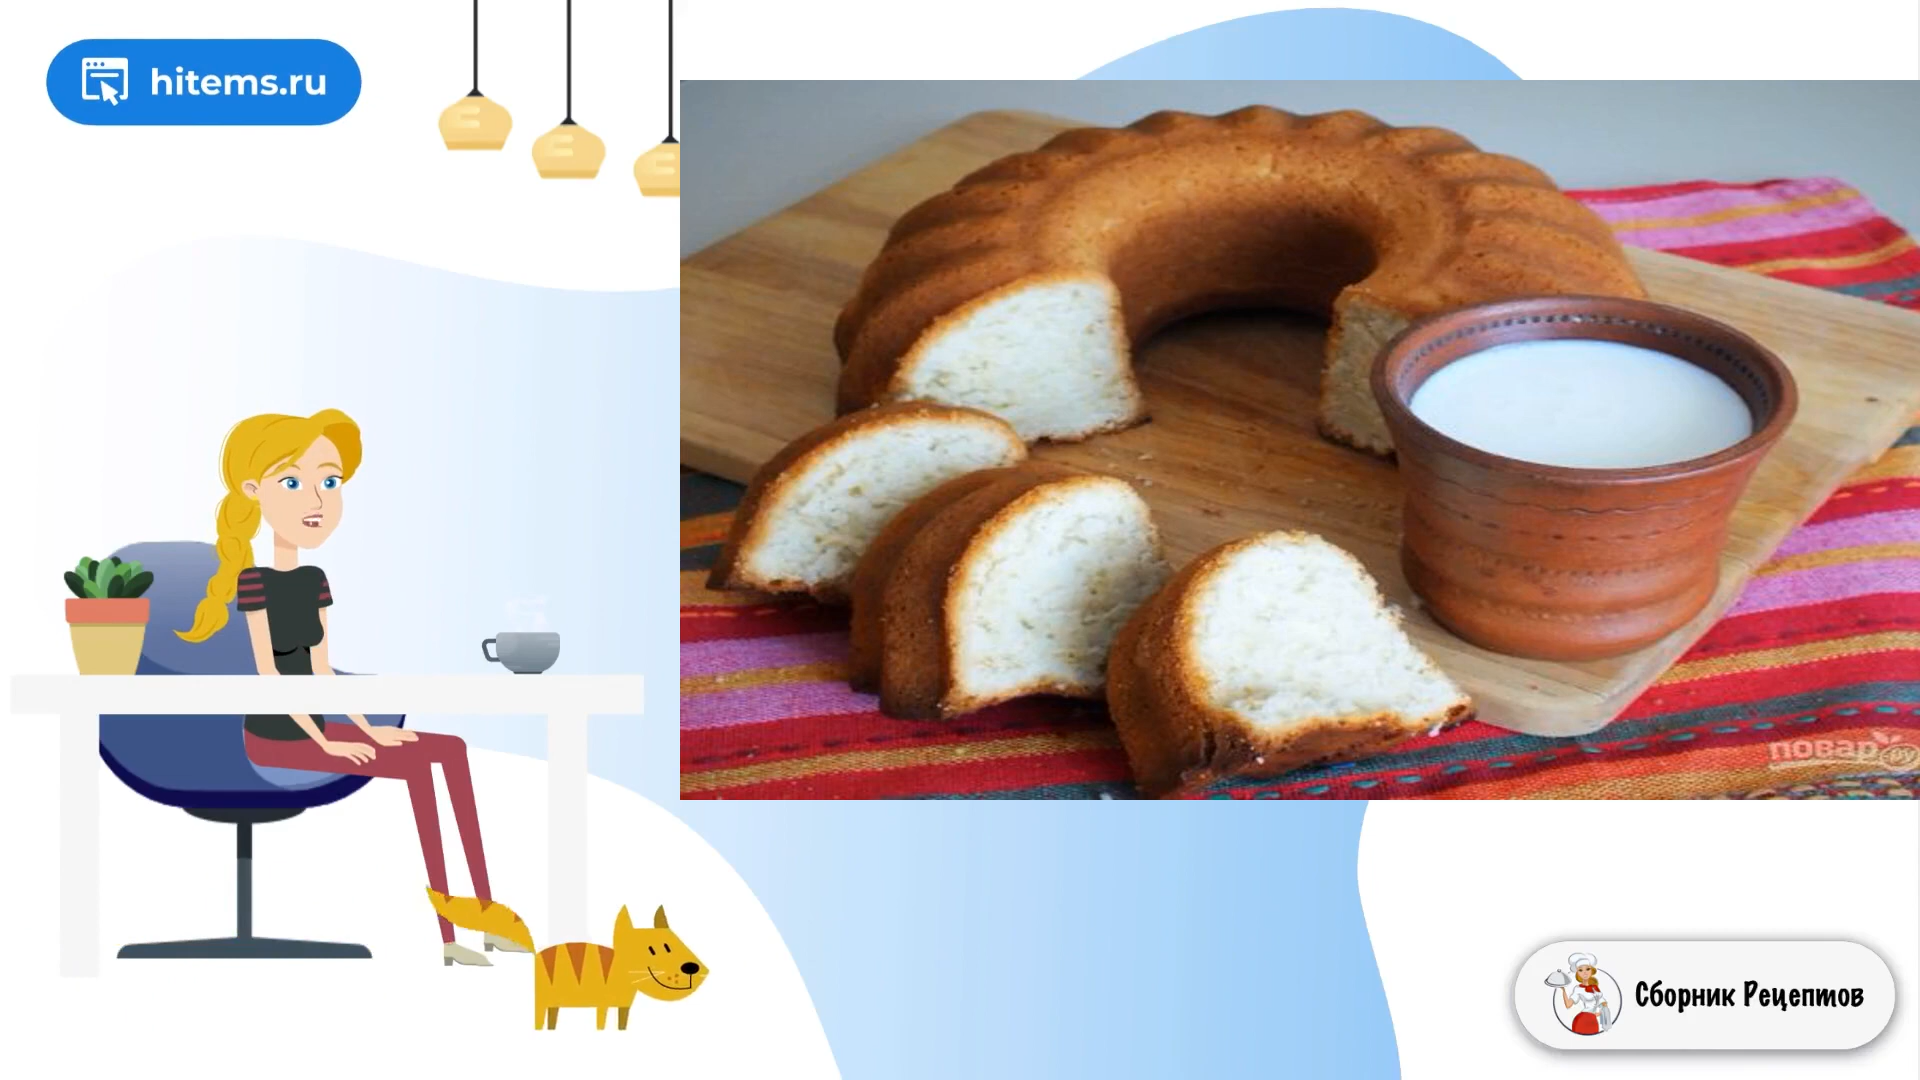 hitems.ru
повар
Сборник Рецептов